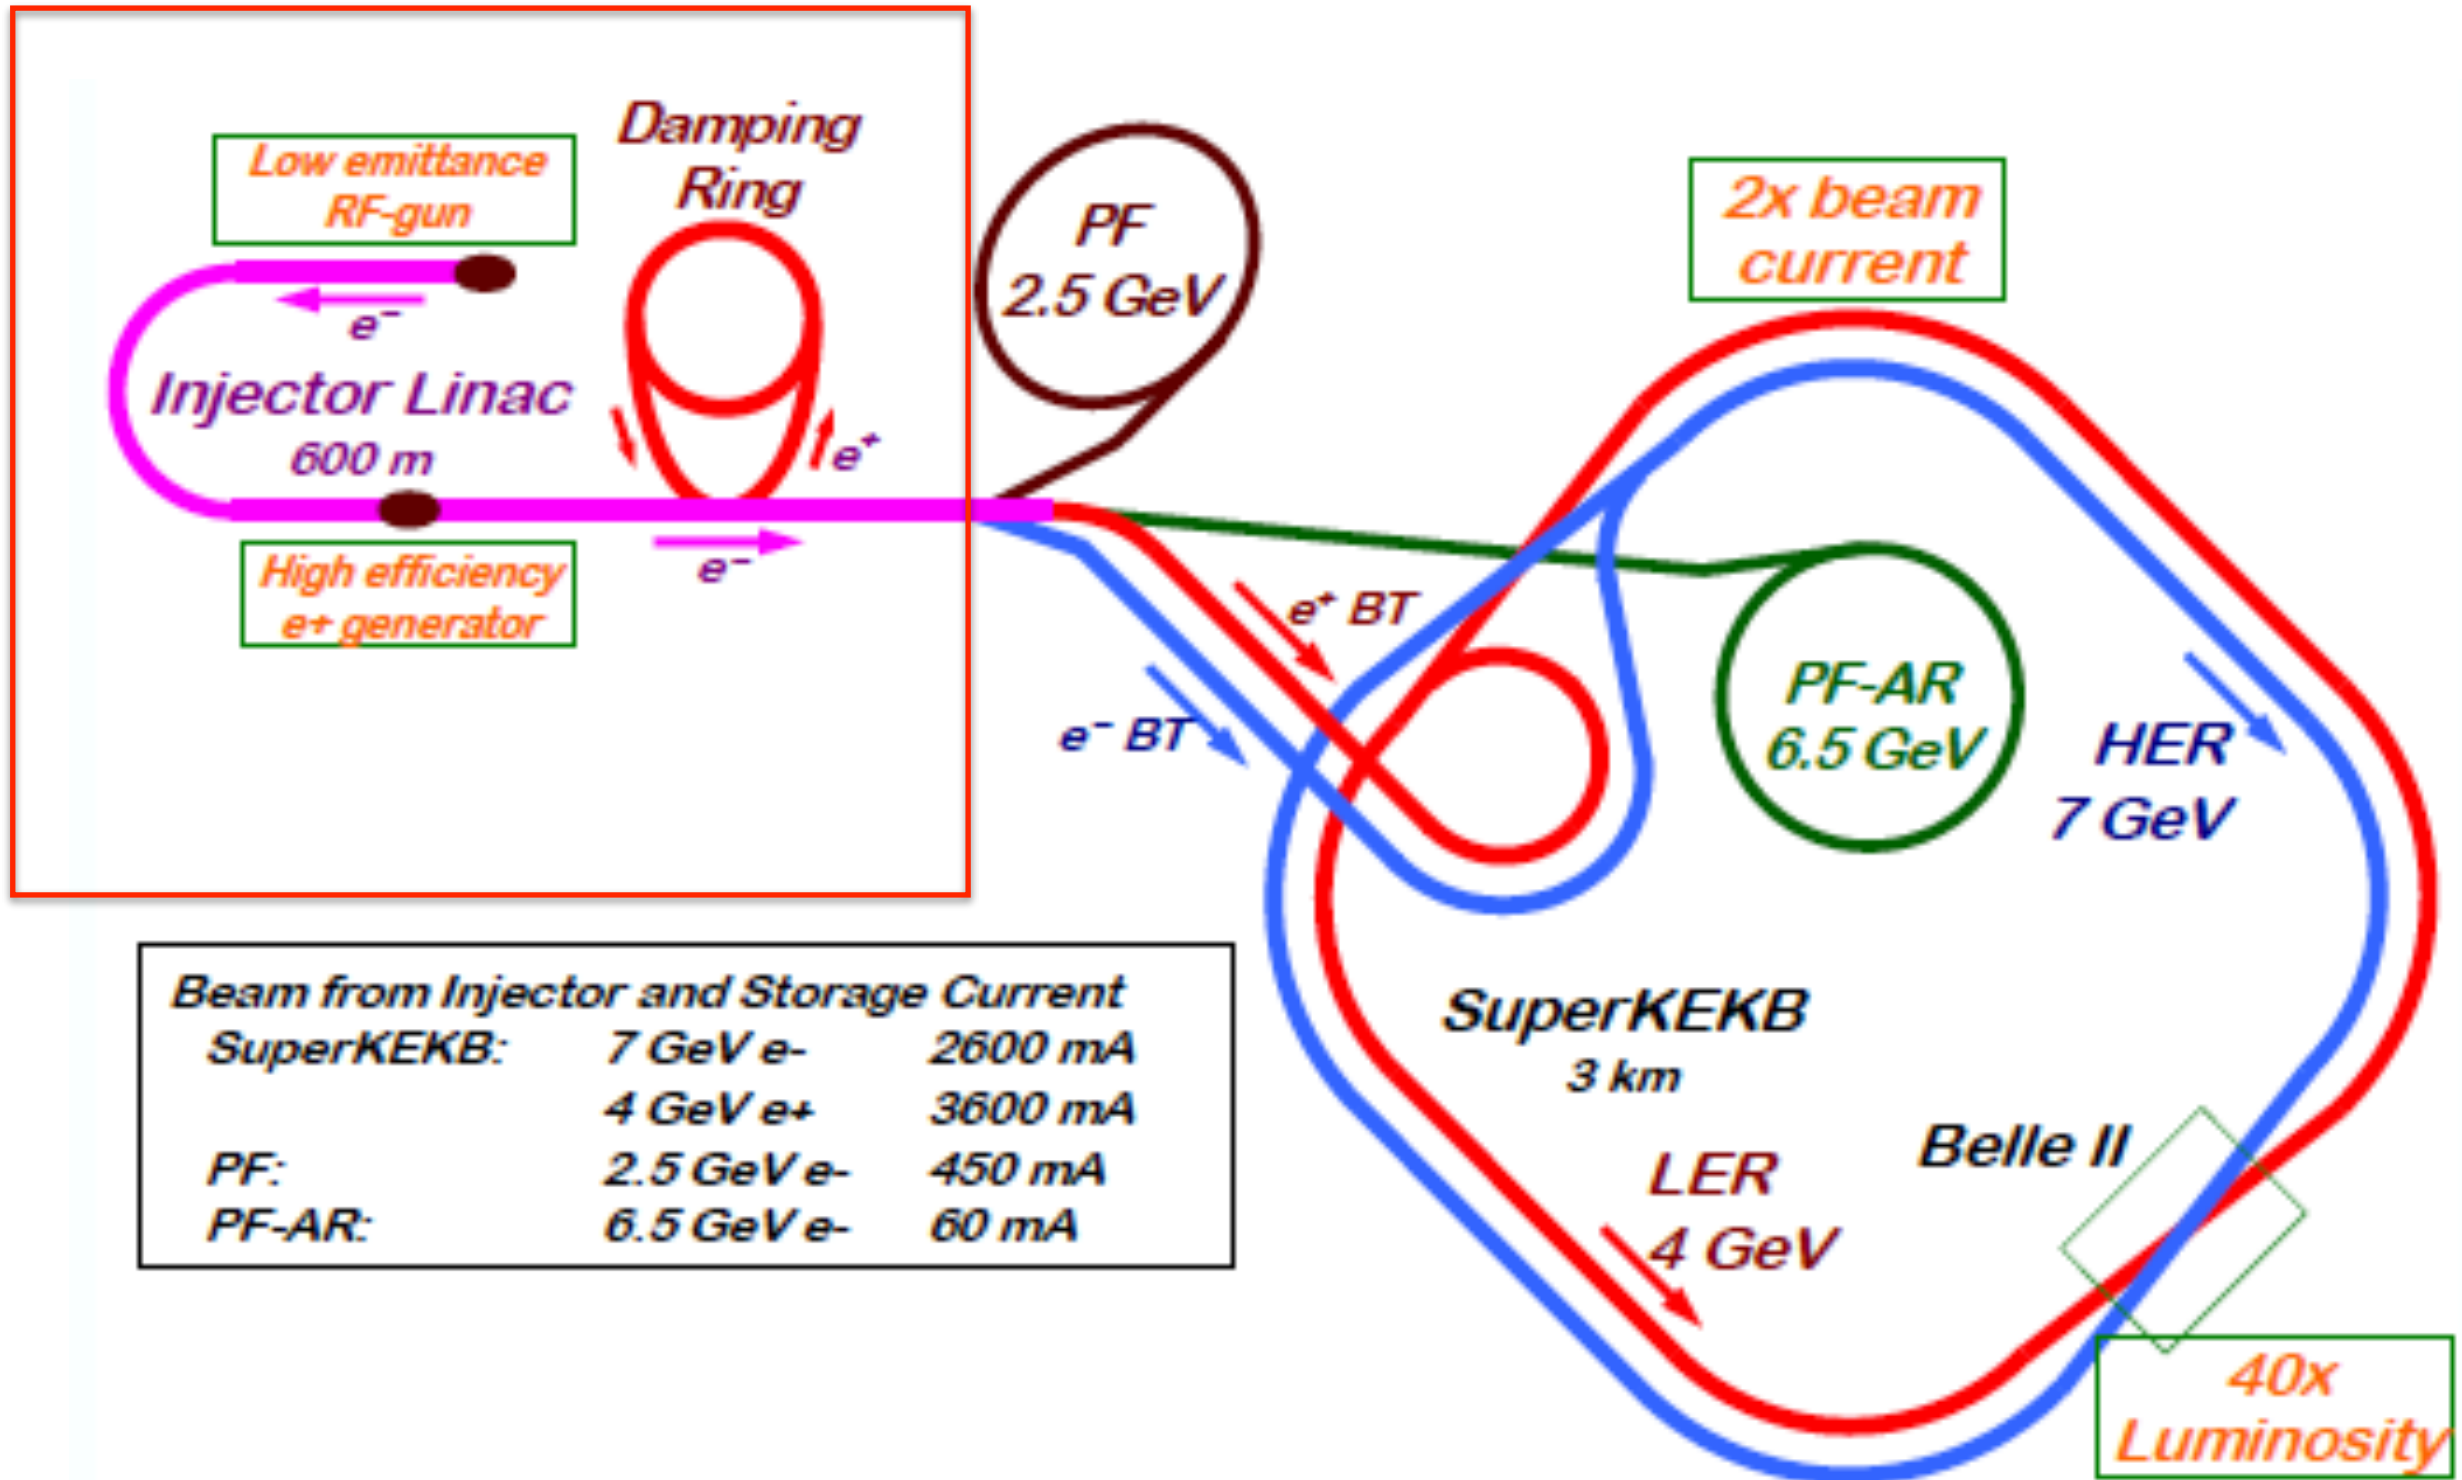 Damping
Ring
Low emittance
RF-gun
e⁻
Injector Linac
600 m
e⁺
e⁻
High efficiency
e+ generator
PF
2.5 GeV
2x beam
current
e⁺ BT
e⁻ BT
PF-AR
6.5 GeV
HER
7 GeV
SuperKEKB
3 km
Belle II
LER
4 GeV
40x
Luminosity
Beam from Injector and Storage Current
SuperKEKB: 7 GeV e- 2600 mA
4 GeV e+ 3600 mA
PF: 2.5 GeV e- 450 mA
PF-AR: 6.5 GeV e- 60 mA